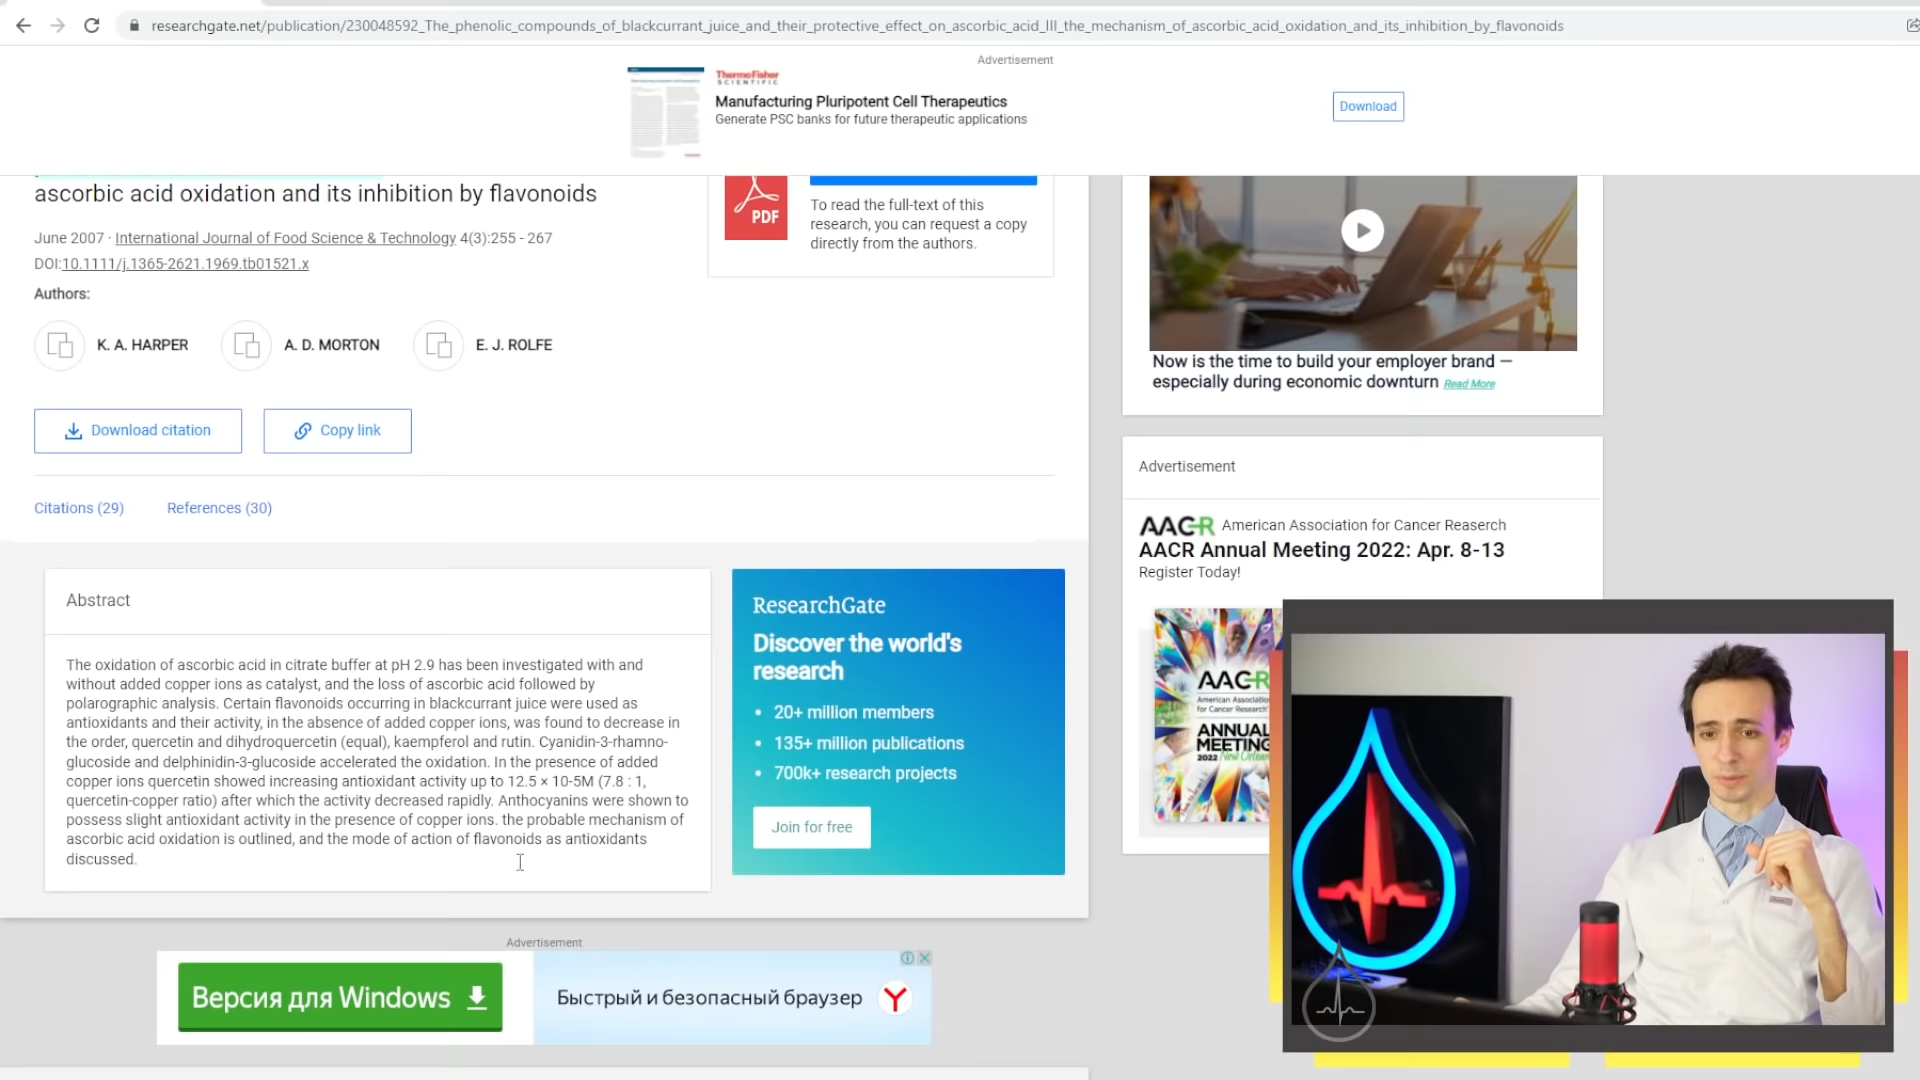 researchgate.net/publication/230048592_The_phenolic_compounds_of_blackcurrant_juice_and_their_protective_effect_on_ascorbic_acid_III_the_mechanism_of_ascorbic_acid_oxidation_and_its_inhibition_by_flavonoids
Advertisement
ThermoFisher
SCIENTIFIC
Manufacturing Pluripotent Cell Therapeutics
Generate PSC banks for future therapeutic applications
Download
ascorbic acid oxidation and its inhibition by flavonoids
June 2007 · International Journal of Food Science & Technology 4(3):255 - 267
DOI:10.1111/j.1365-2621.1969.tb01521.x
Authors:
K. A. HARPER
A. D. MORTON
E. J. ROLFE
Download citation
Copy link
Citations (29)
References (30)
PDF
To read the full-text of this
research, you can request a copy
directly from the authors.
Abstract
The oxidation of ascorbic acid in citrate buffer at pH 2.9 has been investigated with and
without added copper ions as catalyst, and the loss of ascorbic acid followed by
polarographic analysis. Certain flavonoids occurring in blackcurrant juice were used as
antioxidants and their activity, in the absence of added copper ions, was found to decrease in
the order, quercetin and dihydroquercetin (equal), kaempferol and rutin. Cyanidin-3-rhamno-
glucoside and delphinidin-3-glucoside accelerated the oxidation. In the presence of added
copper ions quercetin showed increasing antioxidant activity up to 12.5 × 10-5M (7.8 : 1,
quercetin-copper ratio) after which the activity decreased rapidly. Anthocyanins were shown to
possess slight antioxidant activity in the presence of copper ions. the probable mechanism of
ascorbic acid oxidation is outlined, and the mode of action of flavonoids as antioxidants
discussed.
ResearchGate
Discover the world's
research
• 20+ million members
• 135+ million publications
• 700k+ research projects
Join for free
Now is the time to build your employer brand —
especially during economic downturn Read More
Advertisement
AACR American Association for Cancer Reaserch
AACR Annual Meeting 2022: Apr. 8-13
Register Today!
AACR
American Association
for Cancer Research
ANNUAL
MEETING
2022 New Orleans
Advertisement
Версия для Windows
Быстрый и безопасный браузер
Y